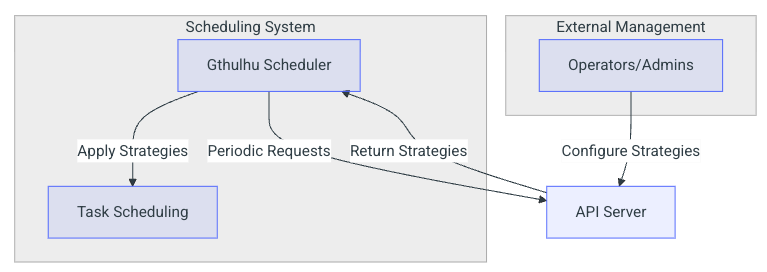 Scheduling System
External Management
Gthulhu Scheduler
Operators/Admins
Apply Strategies
Periodic Requests
Return Strategies
Configure Strategies
Task Scheduling
API Server